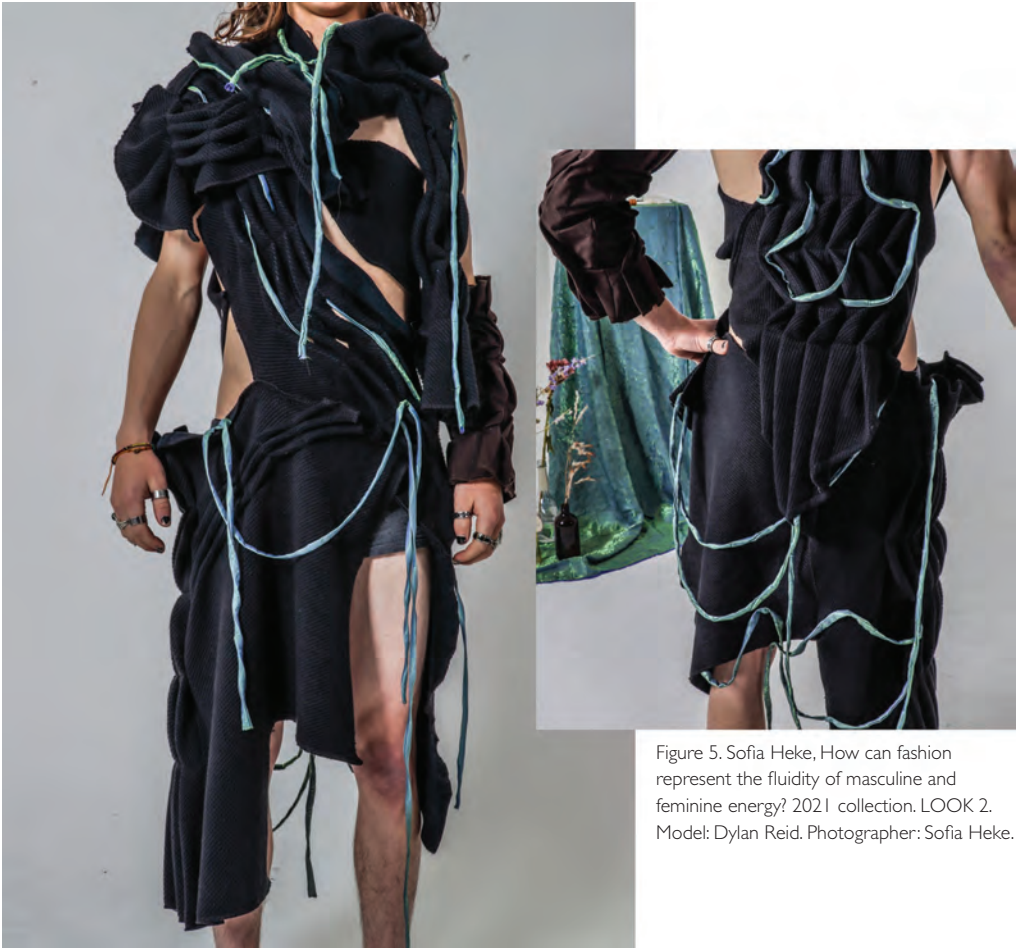 Figure 5. Sofia Heke, How can fashion
represent the fluidity of masculine and
feminine energy? 2021 collection. LOOK 2.
Model: Dylan Reid. Photographer: Sofia Heke.